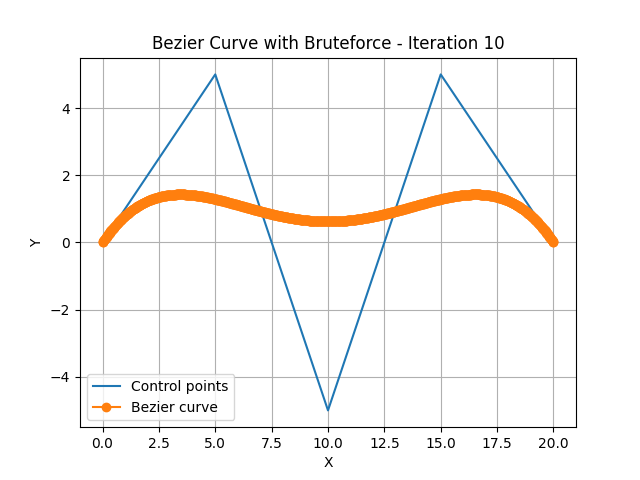 Bezier Curve with Bruteforce - Iteration 10
4
2
0
−2
−4
Y
Control points
Bezier curve
0.0 2.5 5.0 7.5 10.0 12.5 15.0 17.5 20.0
X